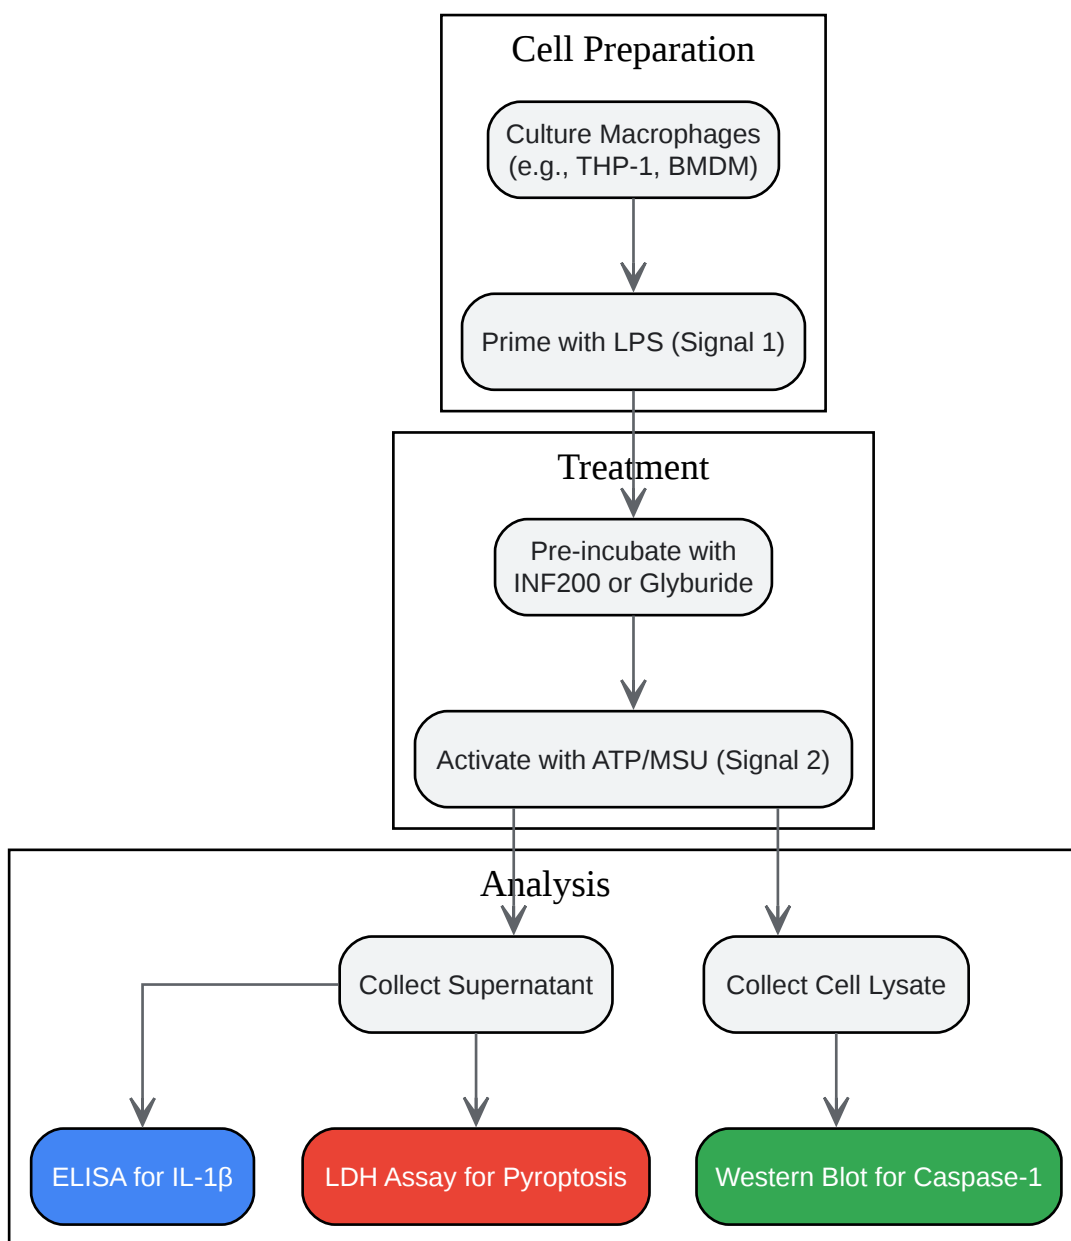 Cell Preparation
Culture Macrophages
(e.g., THP-1, BMDM)
Prime with LPS (Signal 1)
Treatment
Pre-incubate with
INF200 or Glyburide
Activate with ATP/MSU (Signal 2)
Analysis
Collect Supernatant
Collect Cell Lysate
ELISA for IL-1β
LDH Assay for Pyroptosis
Western Blot for Caspase-1